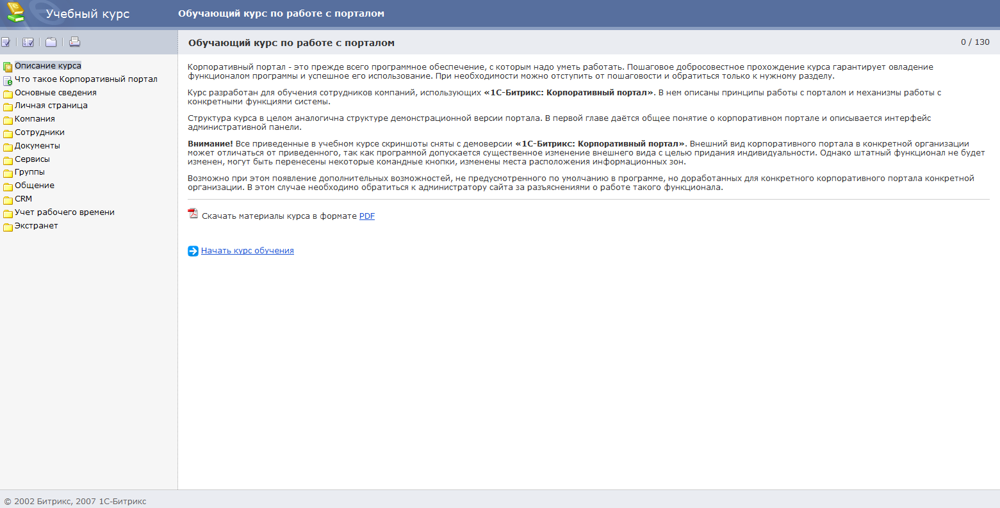 Учебный курс
Обучающий курс по работе с порталом
Обучающий курс по работе с порталом
0 / 130
Описание курса
Что такое Корпоративный портал
Основные сведения
Личная страница
Компания
Сотрудники
Документы
Сервисы
Группы
Общение
CRM
Учет рабочего времени
Экстранет
Корпоративный портал - это прежде всего программное обеспечение, с которым надо уметь работать. Пошаговое добросовестное прохождение курса гарантирует овладение
функционалом программы и успешное его использование. При необходимости можно отступить от пошаговости и обратиться только к нужному разделу.
Курс разработан для обучения сотрудников компаний, использующих «1С-Битрикс: Корпоративный портал». В нем описаны принципы работы с порталом и механизмы работы с
конкретными функциями системы.
Структура курса в целом аналогична структуре демонстрационной версии портала. В первой главе даётся общее понятие о корпоративном портале и описывается интерфейс
административной панели.
Внимание! Все приведенные в учебном курсе скриншоты сняты с демоверсии «1С-Битрикс: Корпоративный портал». Внешний вид корпоративного портала в конкретной организации
может отличаться от приведенного, так как программой допускается существенное изменение внешнего вида с целью придания индивидуальности. Однако штатный функционал не будет
изменен, могут быть перенесены некоторые командные кнопки, изменены места расположения информационных зон.
Возможно при этом появление дополнительных возможностей, не предусмотренного по умолчанию в программе, но доработанных для конкретного корпоративного портала конкретной
организации. В этом случае необходимо обратиться к администратору сайта за разъяснениями о работе такого функционала.
Скачать материалы курса в формате PDF
Начать курс обучения
© 2002 Битрикс, 2007 1С-Битрикс